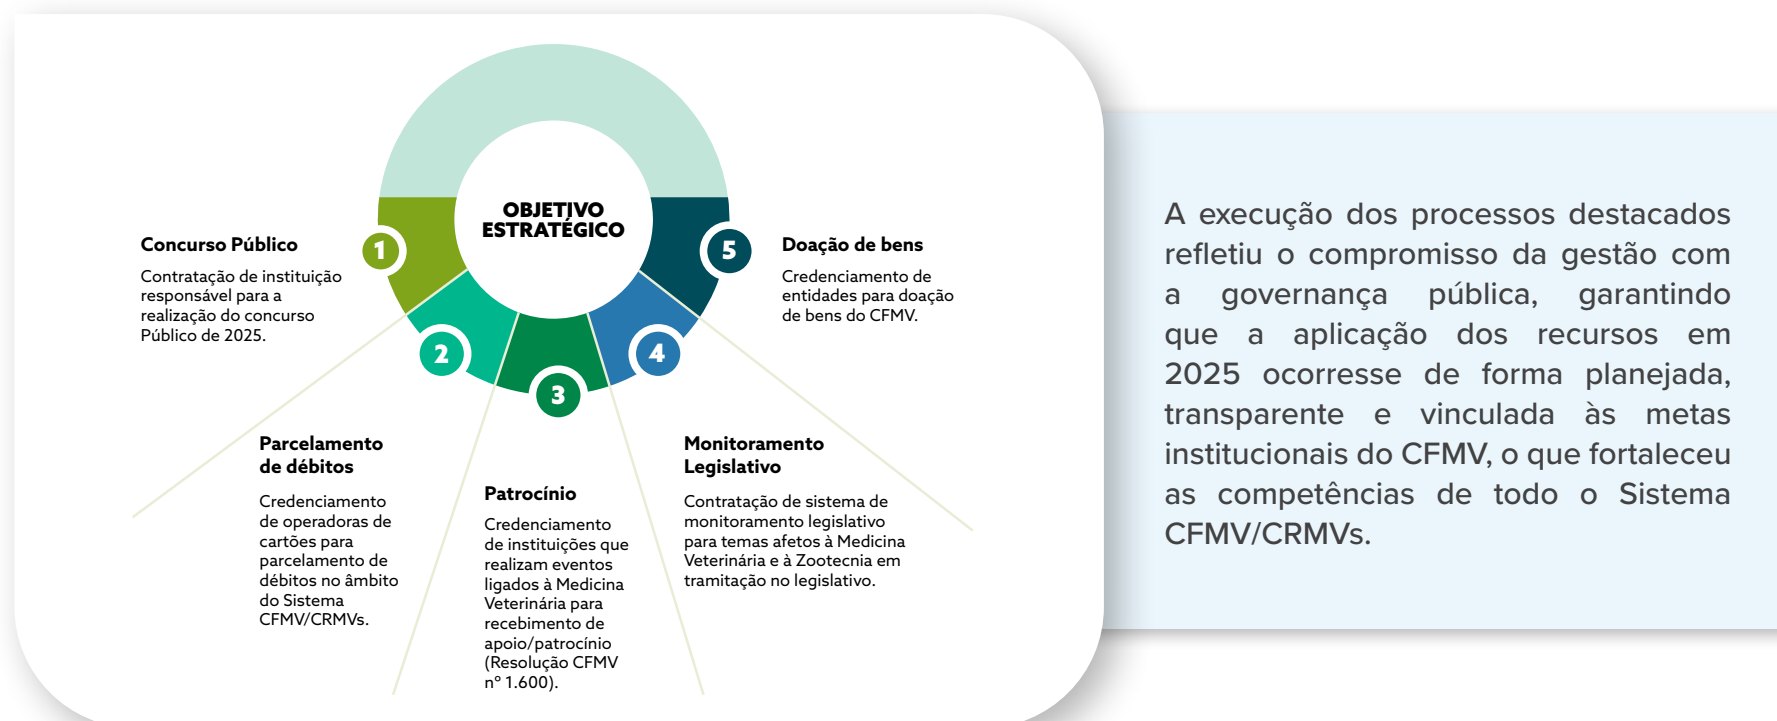 OBJETIVO
ESTRATÉGICO
1
Concurso Público
Contratação de instituição
responsável para a
realização do concurso
Público de 2025.
2
Parcelamento
de débitos
Credenciamento
de operadoras de
cartões para
parcelamento de
débitos no âmbito
do Sistema
CFMV/CRMVs.
3
Patrocínio
Credenciamento
de instituições que
realizam eventos
ligados à Medicina
Veterinária para
recebimento de
apoio/patrocínio
(Resolução CFMV
nº 1.600).
4
Monitoramento
Legislativo
Contratação de sistema de
monitoramento legislativo
para temas afetos à Medicina
Veterinária e à Zootecnia em
tramitação no legislativo.
5
Doação de bens
Credenciamento de
entidades para doação
de bens do CFMV.
A execução dos processos destacados
refletiu o compromisso da gestão com
a governança pública, garantindo
que a aplicação dos recursos em
2025 ocorresse de forma planejada,
transparente e vinculada às metas
institucionais do CFMV, o que fortaleceu
as competências de todo o Sistema
CFMV/CRMVs.